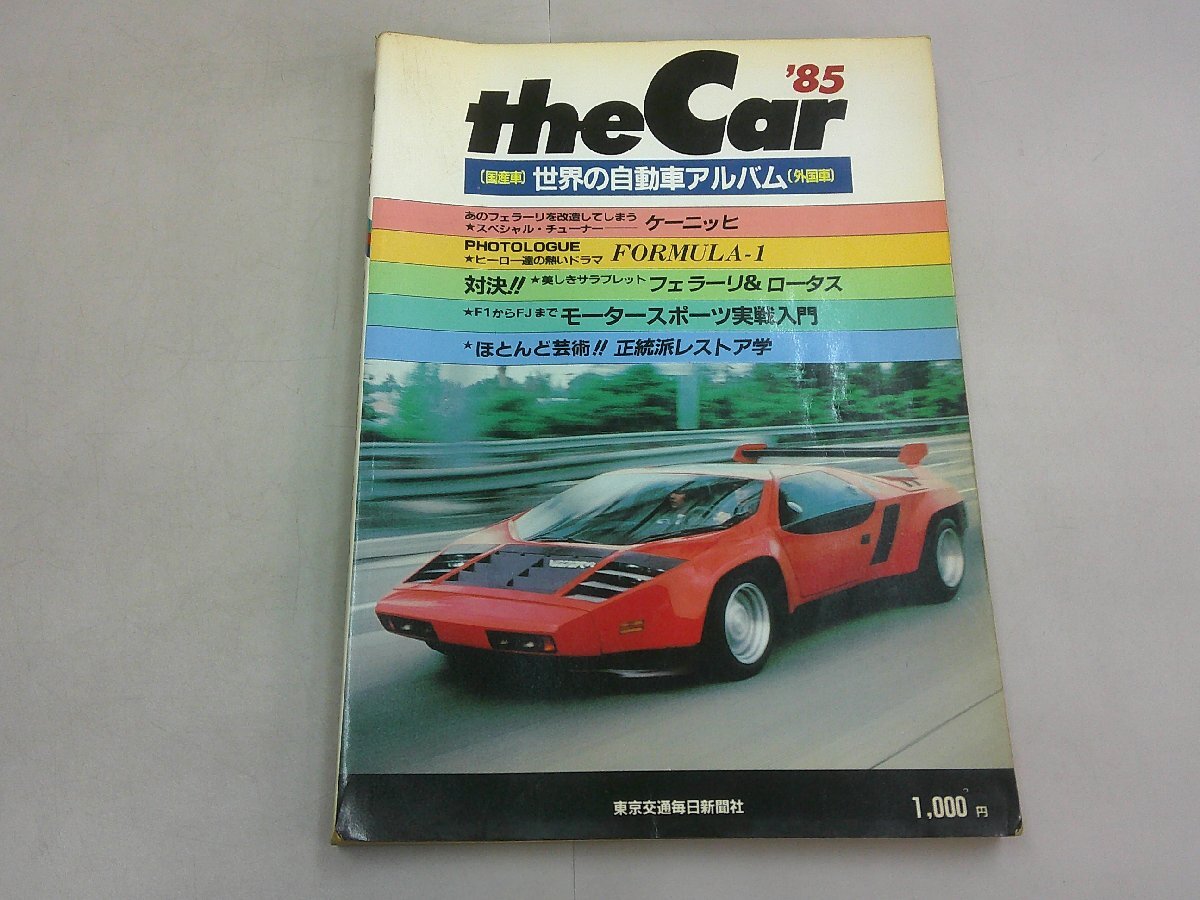 the Car '85
〔国産車〕世界の自動車アルバム〔外国車〕
あのフェラーリを改造してしまう
★スペシャル・チューナー―― ケーニッヒ
PHOTOLOGUE
★ヒーロー達の熱いドラマ FORMULA-1
対決!! ★美しきサラブレット フェラーリ& ロータス
★F1からFJまで モータースポーツ実戦入門
★ほとんど芸術!! 正統派レストア学
東京交通毎日新聞社
1,000 円